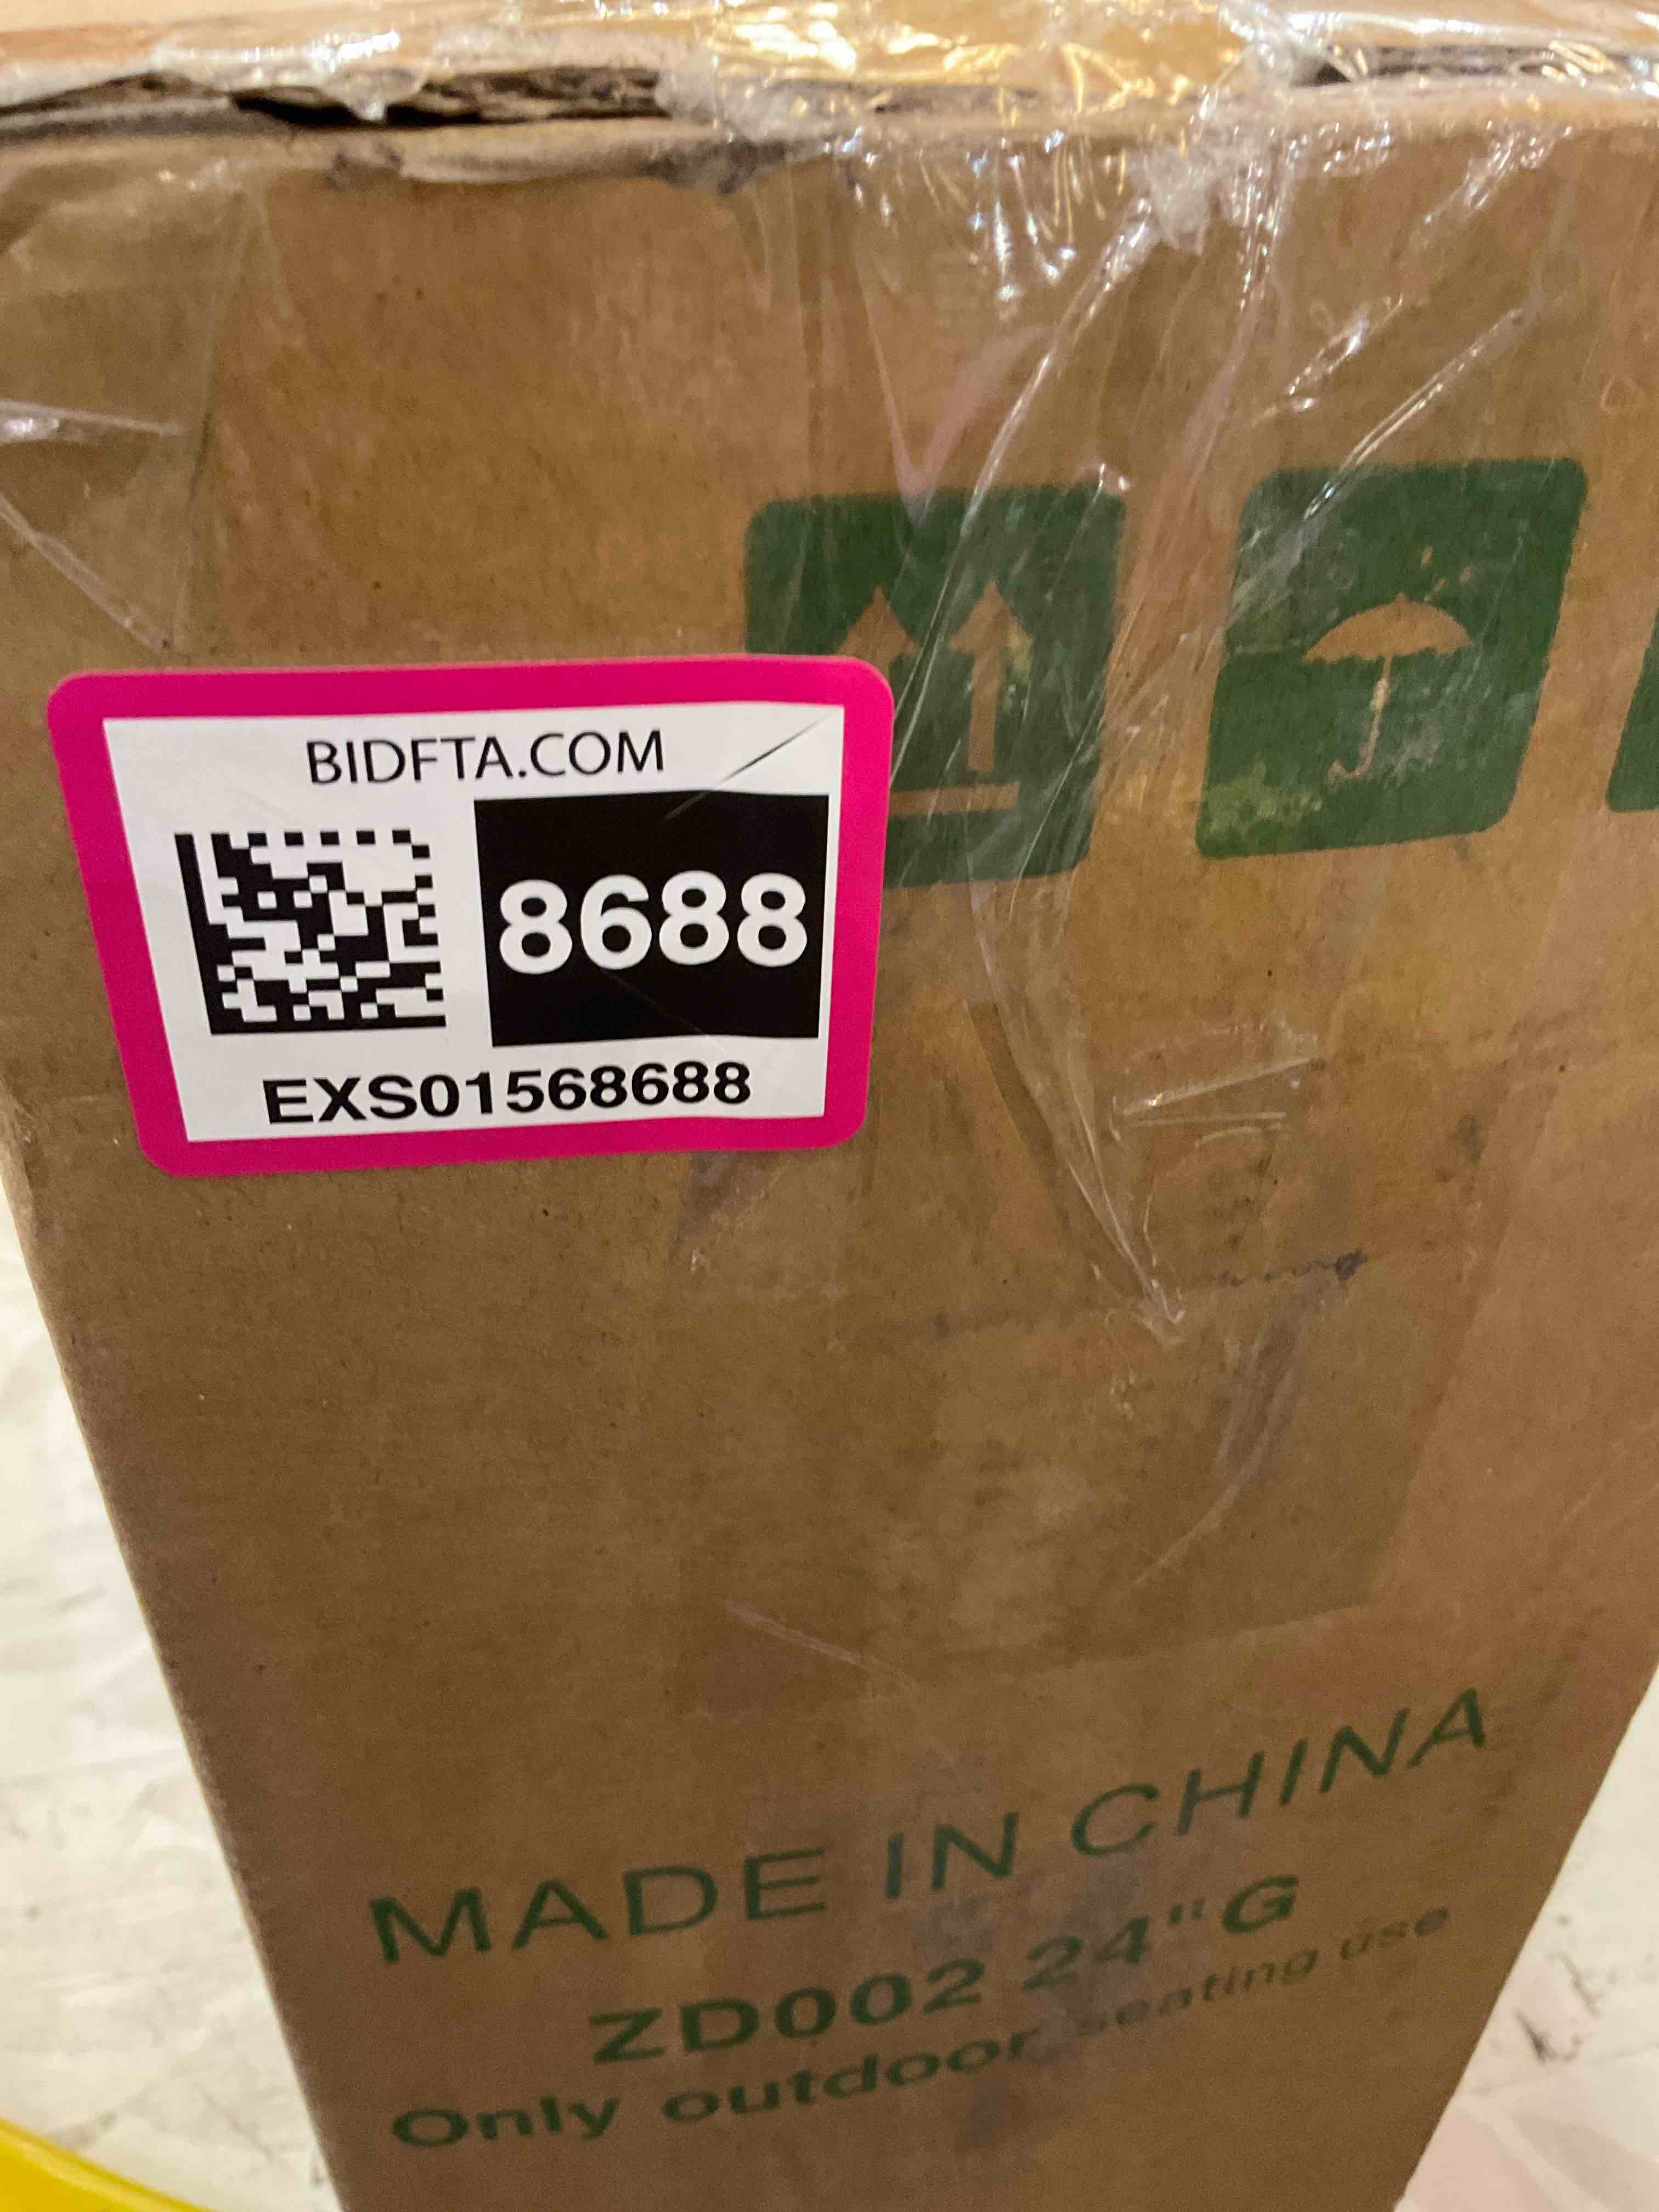 BIDFTA.COM
8688
EXS01568688
MADE IN CHINA
ZD002 24"G
Only outdoor seating use